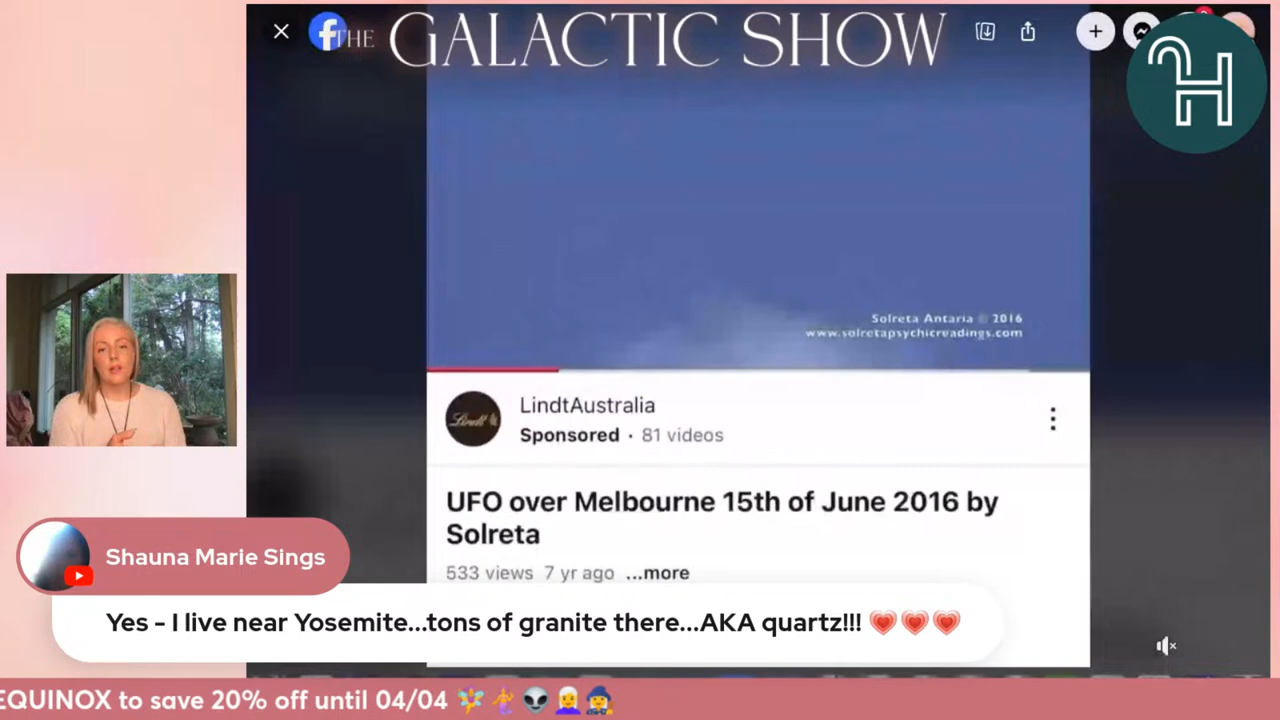 THE GALACTIC SHOW
H
Solreta Antaria © 2016
www.solretapsychicreadings.com
Lindt
LindtAustralia
Sponsored · 81 videos
UFO over Melbourne 15th of June 2016 by
Solreta
533 views 7 yr ago ...more
Shauna Marie Sings
Yes - I live near Yosemite...tons of granite there...AKA quartz!!! 💗💗💗
EQUINOX to save 20% off until 04/04 🧚🧜‍♀️👽👩‍🦳🧙‍♀️